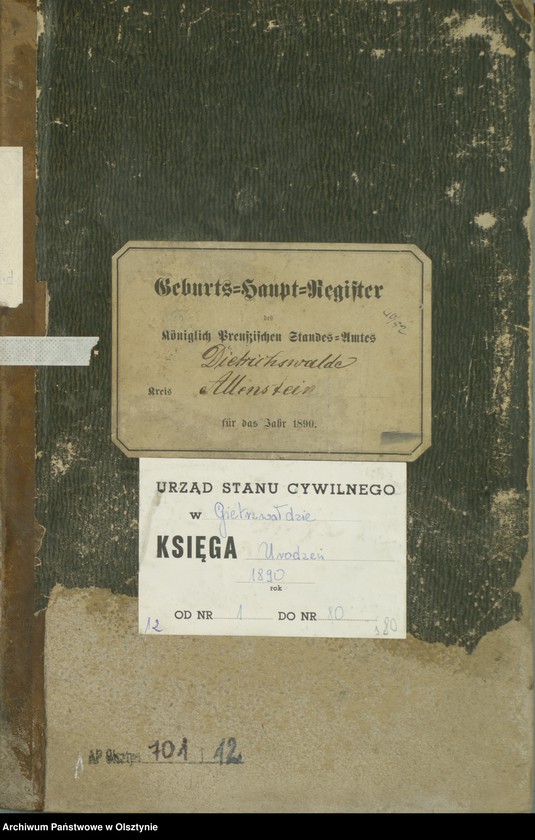 Geburts=Haupt=Register
des
Königlich Preußischen Standes=Amtes
Dietrichswalde
Kreis Allenstein
für das Jahr 1890.
URZĄD STANU CYWILNEGO
W Gietrzwałdzie
KSIĘGA Urodzeń
1890
rok
OD NR 1 DO NR 80
12
AP Olsztyn 701 | 12
Archiwum Państwowe w Olsztynie